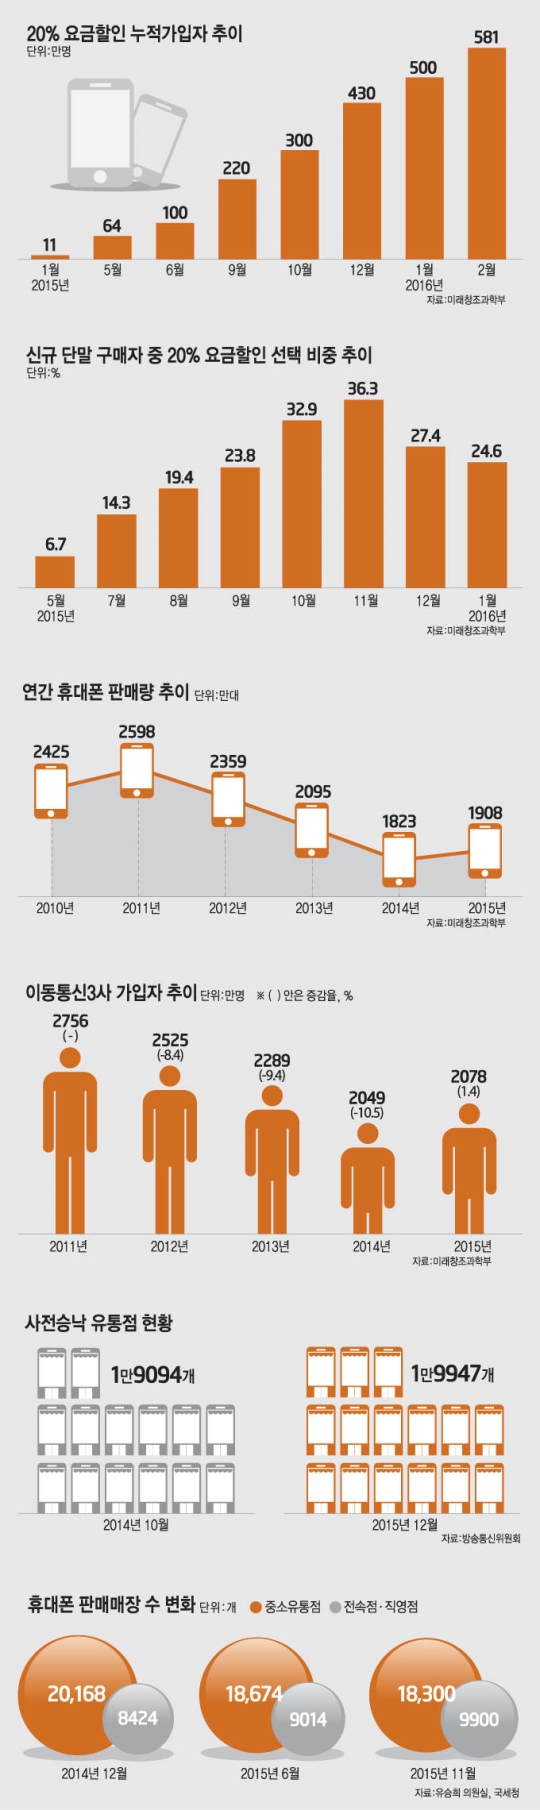 20% 요금할인 누적가입자 추이
단위:만명
11
64
100
220
300
430
500
581
1월 5월 6월 9월 10월 12월 1월 2월
2015년 2016년
자료:미래창조과학부
신규 단말 구매자 중 20% 요금할인 선택 비중 추이
단위:%
6.7
14.3
19.4
23.8
32.9
36.3
27.4
24.6
5월 7월 8월 9월 10월 11월 12월 1월
2015년 2016년
자료:미래창조과학부
연간 휴대폰 판매량 추이 단위:만대
2425
2598
2359
2095
1823
1908
2010년 2011년 2012년 2013년 2014년 2015년
자료:미래창조과학부
이동통신3사 가입자 추이 단위:만명 ※ ( ) 안은 증감율, %
2756
(-)
2525
(-8.4)
2289
(-9.4)
2049
(-10.5)
2078
(1.4)
2011년 2012년 2013년 2014년 2015년
자료:미래창조과학부
사전승낙 유통점 현황
1만9094개
1만9947개
2014년 10월 2015년 12월
자료:방송통신위원회
휴대폰 판매매장 수 변화 단위:개 중소유통점 전속점·직영점
20,168
8424
18,674
9014
18,300
9900
2014년 12월 2015년 6월 2015년 11월
자료:유승희 의원실, 국세청